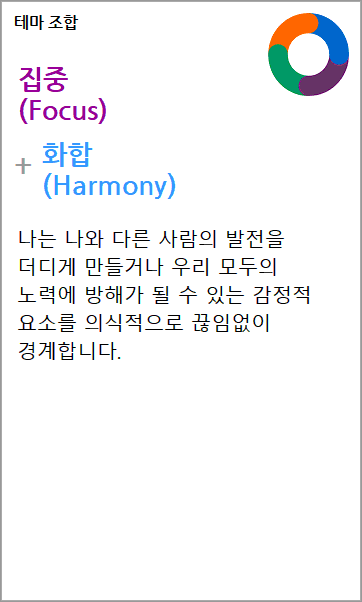 테마 조합
집중
(Focus)
+ 화합
(Harmony)
나는 나와 다른 사람의 발전을
더디게 만들거나 우리 모두의
노력에 방해가 될 수 있는 감정적
요소를 의식적으로 끊임없이
경계합니다.